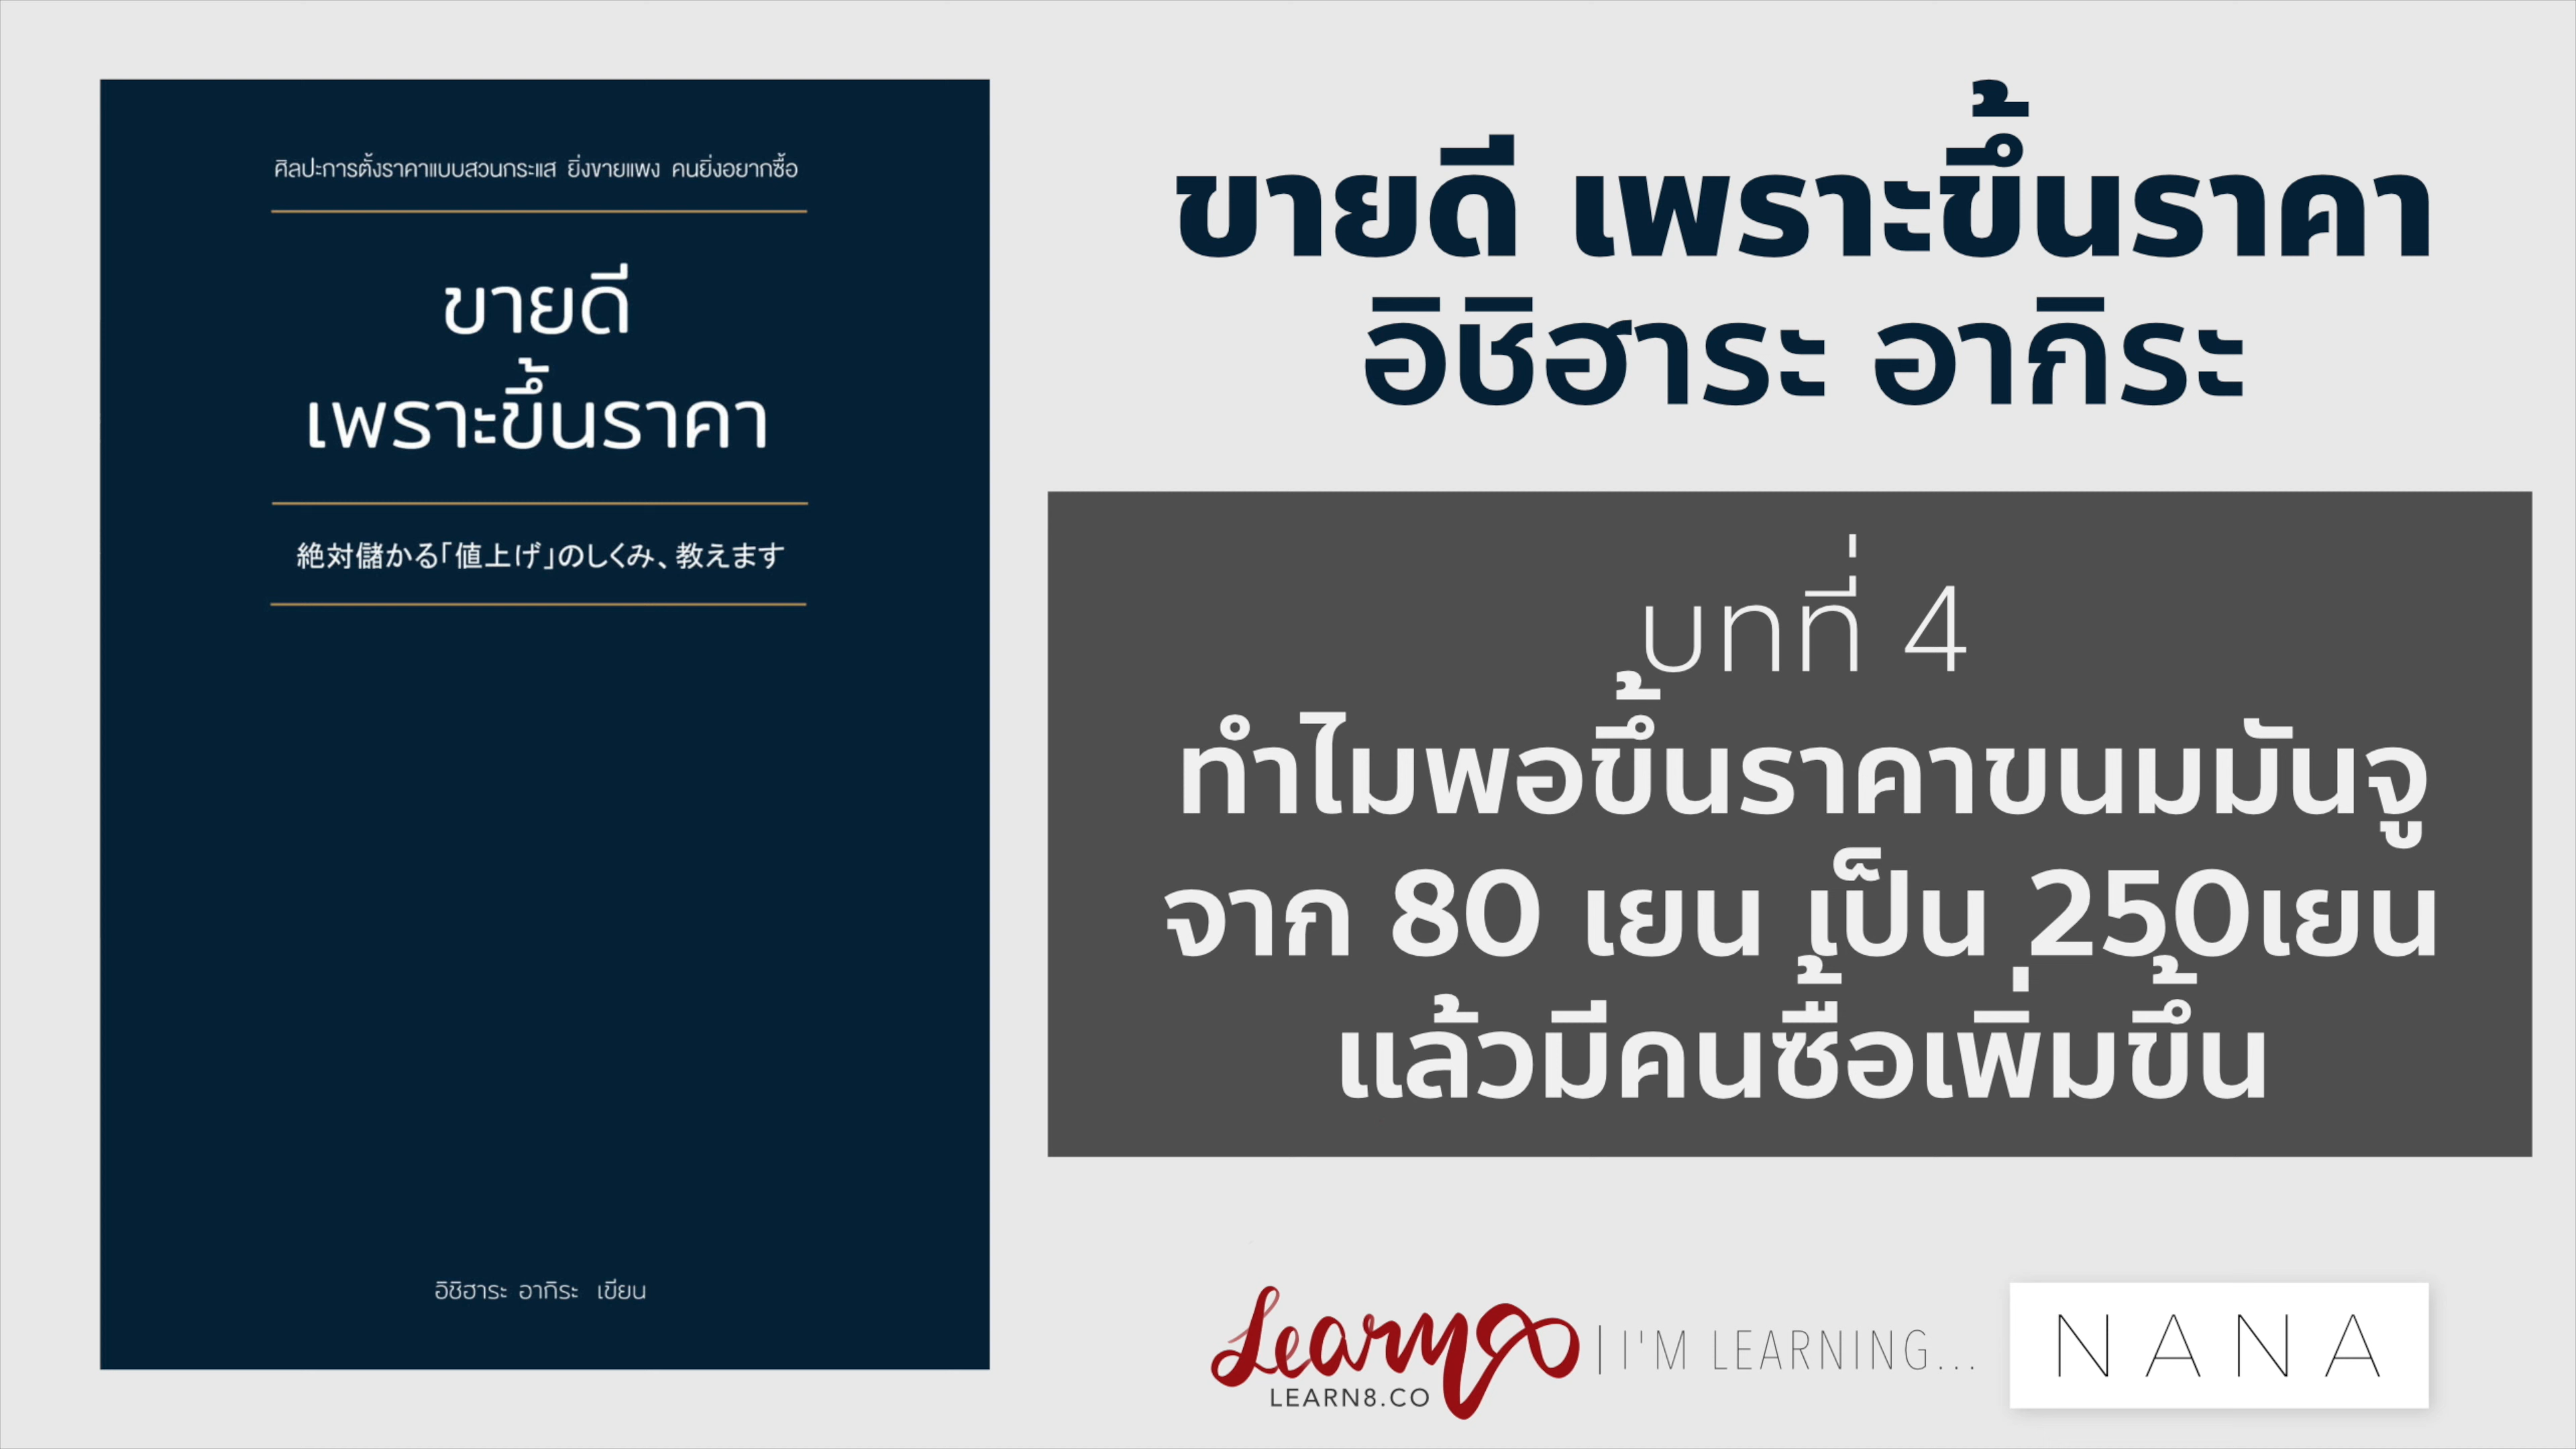 ศิลปะการตั้งราคาแบบสวนกระแส ยิ่งขายแพง คนยิ่งอยากซื้อ
ขายดี
เพราะขึ้นราคา
絶対儲かる「値上げ」のしくみ、教えます
อิชิฮาระ อากิระ เขียน
ขายดี เพราะขึ้นราคา
อิชิฮาระ อากิระ
บทที่ 4
ทำไมพอขึ้นราคาขนมมันจู
จาก 80 เยน เป็น 250เยน
แล้วมีคนซื้อเพิ่มขึ้น
Learn8
LEARN8.CO
| I'M LEARNING...
NANA